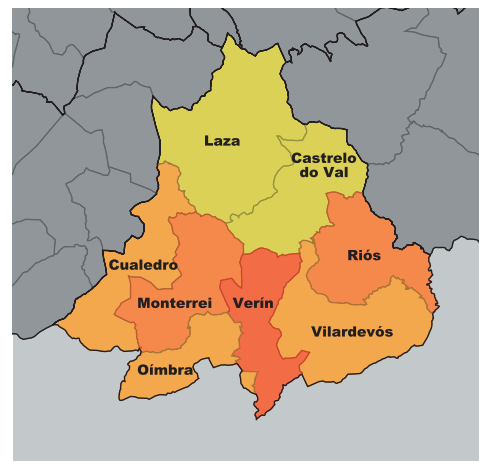 Laza
Castrelo
do Val
Cualedro
Riós
Monterrei
Verín
Vilardevós
Oímbra